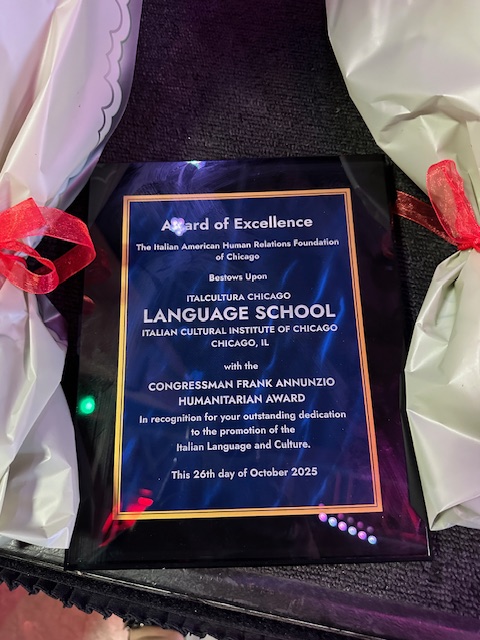 Award of Excellence
The Italian American Human Relations Foundation
of Chicago
Bestows Upon
ITALCULTURA CHICAGO
LANGUAGE SCHOOL
ITALIAN CULTURAL INSTITUTE OF CHICAGO
CHICAGO, IL
with the
CONGRESSMAN FRANK ANNUNZIO
HUMANITARIAN AWARD
In recognition for your outstanding dedication
to the promotion of the
Italian Language and Culture.
This 26th day of October 2025